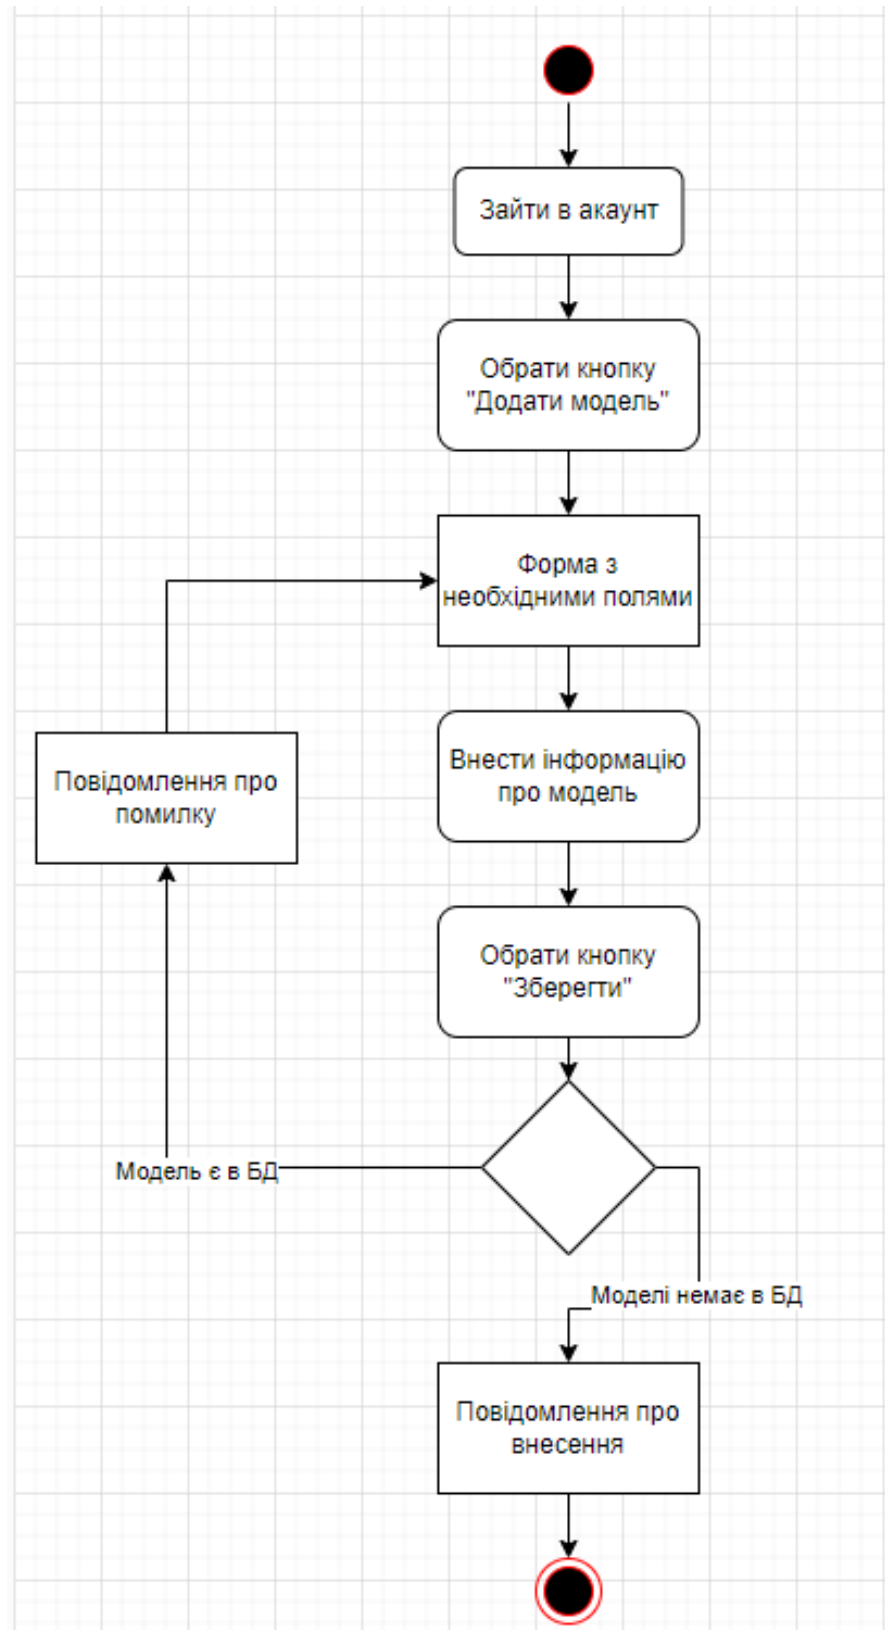 Зайти в акаунт
Обрати кнопку
"Додати модель"
Форма з
необхідними полями
Внести інформацію
про модель
Повідомлення про
помилку
Обрати кнопку
"Зберегти"
Модель є в БД
Моделі немає в БД
Повідомлення про
внесення